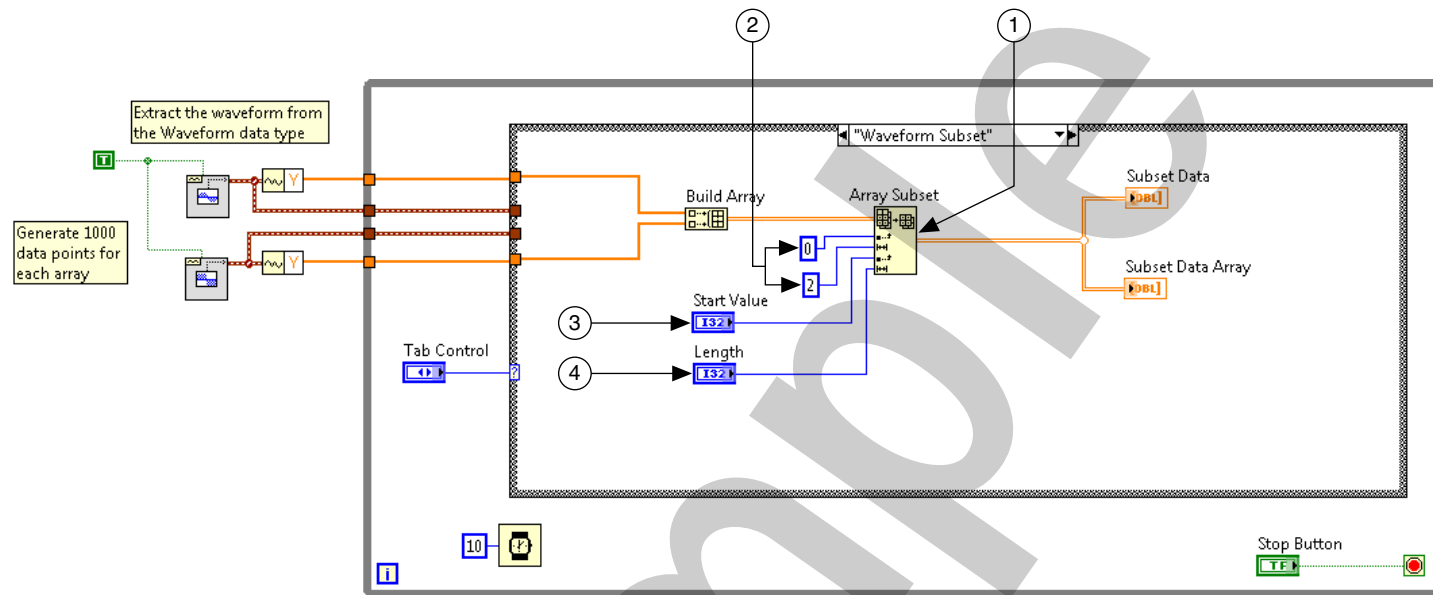 2
1
Extract the waveform from
the Waveform data type
"Waveform Subset"
T
Subset Data
DBL]
Build Array
Array Subset
Y
Generate 1000
data points for
each array
Y
0
2
Subset Data Array
DBL]
Start Value
3
I32
Tab Control
Length
?
4
I32
10
Stop Button
TF
i
mple